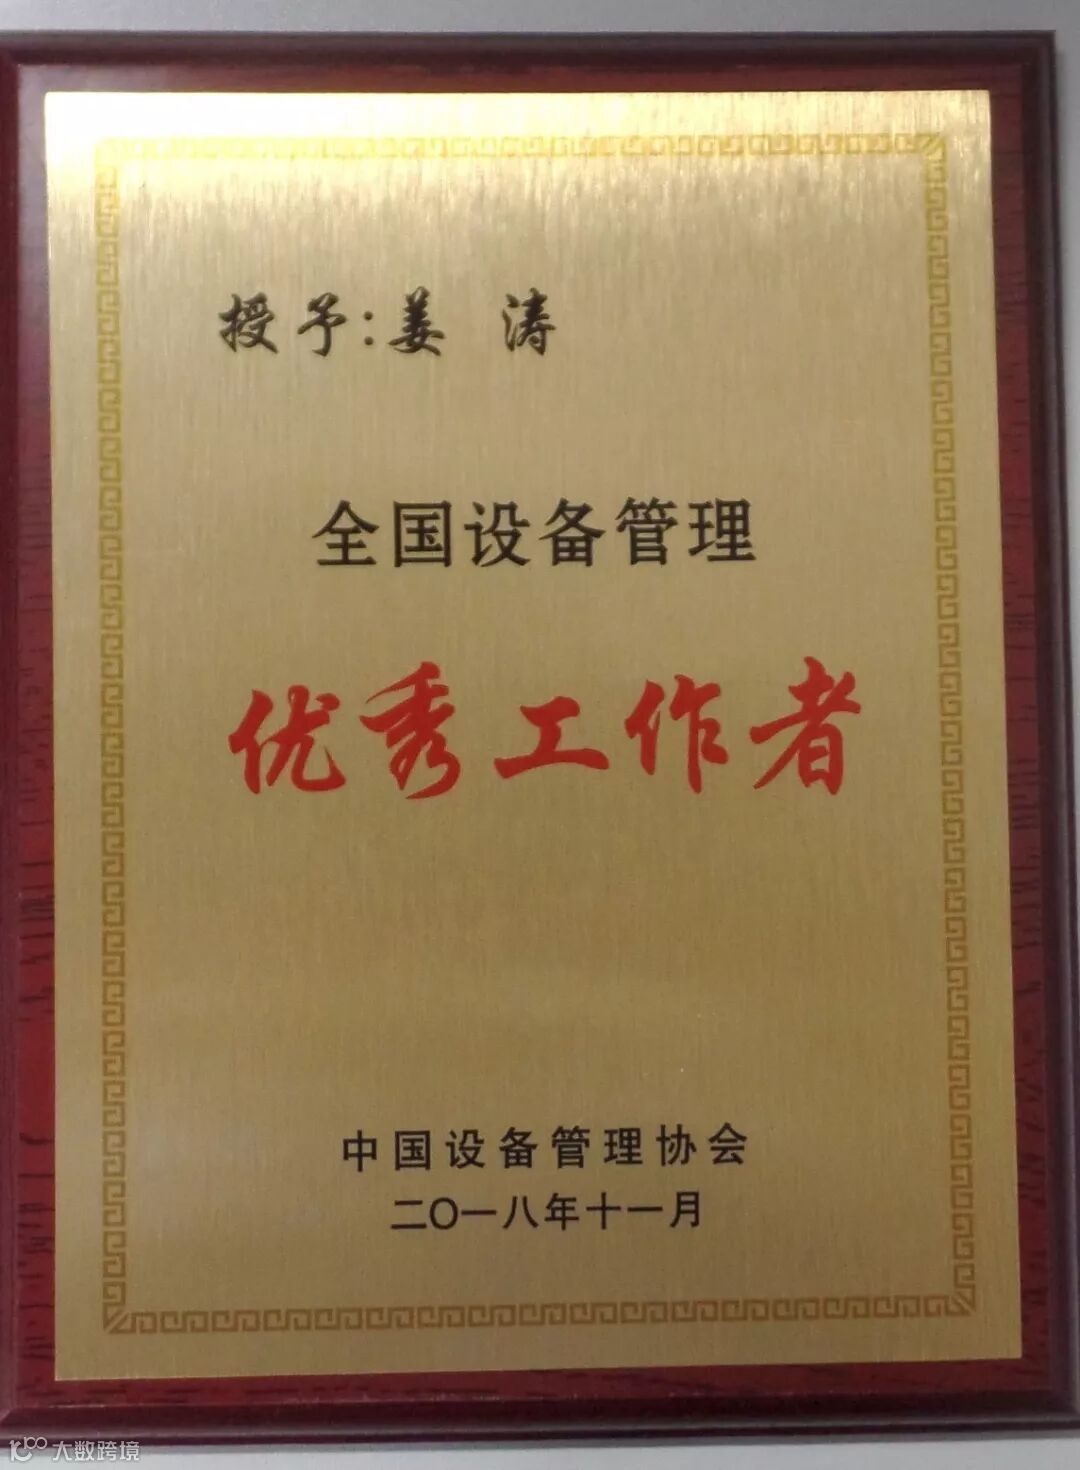 授予:姜 涛
全国设备管理
优秀工作者
中国设备管理协会
二〇一八年十一月
大数跨境